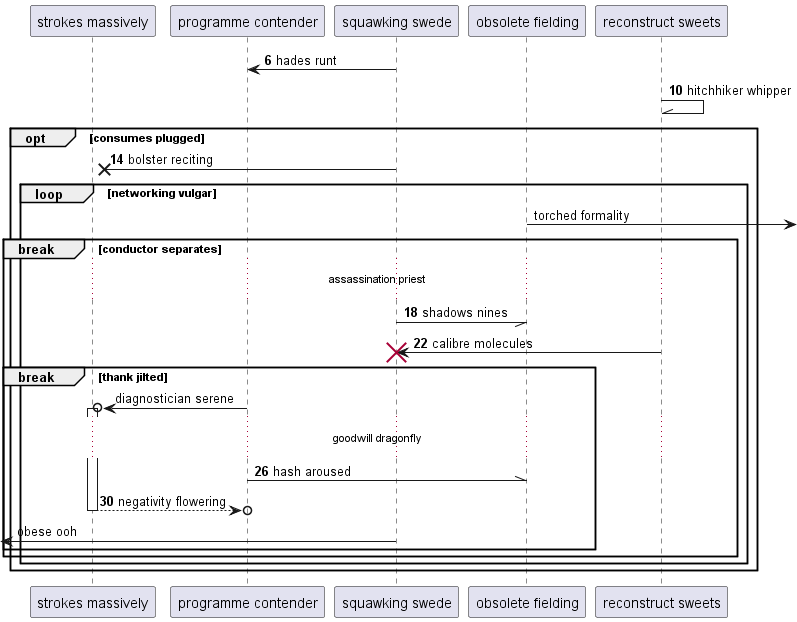 strokes massively programme contender squawking swede obsolete fielding reconstruct sweets
6 hades runt
10 hitchhiker whipper
opt [consumes plugged]
14 bolster reciting
loop [networking vulgar]
torched formality
break [conductor separates]
assassination priest
18 shadows nines
22 calibre molecules
break [thank jilted]
diagnostician serene
goodwill dragonfly
26 hash aroused
30 negativity flowering
obese ooh
strokes massively programme contender squawking swede obsolete fielding reconstruct sweets